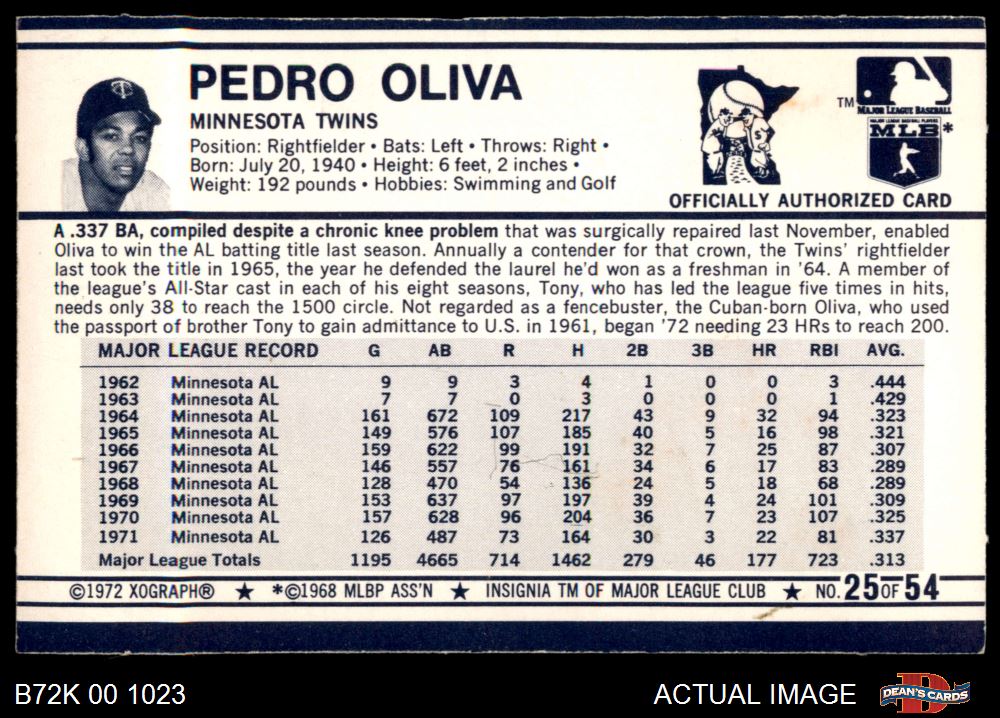 PEDRO OLIVA
MINNESOTA TWINS
Position: Rightfielder • Bats: Left • Throws: Right •
Born: July 20, 1940 • Height: 6 feet, 2 inches •
Weight: 192 pounds • Hobbies: Swimming and Golf
TM
MAJOR LEAGUE BASEBALL
MAJOR LEAGUE BASEBALL PLAYERS
MLB*
OFFICIALLY AUTHORIZED CARD
A .337 BA, compiled despite a chronic knee problem that was surgically repaired last November, enabled
Oliva to win the AL batting title last season. Annually a contender for that crown, the Twins' rightfielder
last took the title in 1965, the year he defended the laurel he'd won as a freshman in '64. A member of
the league's All-Star cast in each of his eight seasons, Tony, who has led the league five times in hits,
needs only 38 to reach the 1500 circle. Not regarded as a fencebuster, the Cuban-born Oliva, who used
the passport of brother Tony to gain admittance to U.S. in 1961, began '72 needing 23 HRs to reach 200.
MAJOR LEAGUE RECORD G AB R H 2B 3B HR RBI AVG.
1962 Minnesota AL 9 9 3 4 1 0 0 3 .444
1963 Minnesota AL 7 7 0 3 0 0 0 1 .429
1964 Minnesota AL 161 672 109 217 43 9 32 94 .323
1965 Minnesota AL 149 576 107 185 40 5 16 98 .321
1966 Minnesota AL 159 622 99 191 32 7 25 87 .307
1967 Minnesota AL 146 557 76 161 34 6 17 83 .289
1968 Minnesota AL 128 470 54 136 24 5 18 68 .289
1969 Minnesota AL 153 637 97 197 39 4 24 101 .309
1970 Minnesota AL 157 628 96 204 36 7 23 107 .325
1971 Minnesota AL 126 487 73 164 30 3 22 81 .337
Major League Totals 1195 4665 714 1462 279 46 177 723 .313
©1972 XOGRAPH® ★ *©1968 MLBP ASS'N ★ INSIGNIA TM OF MAJOR LEAGUE CLUB ★ NO. 25 OF 54
B72K 00 1023
ACTUAL IMAGE
DEAN'S CARDS